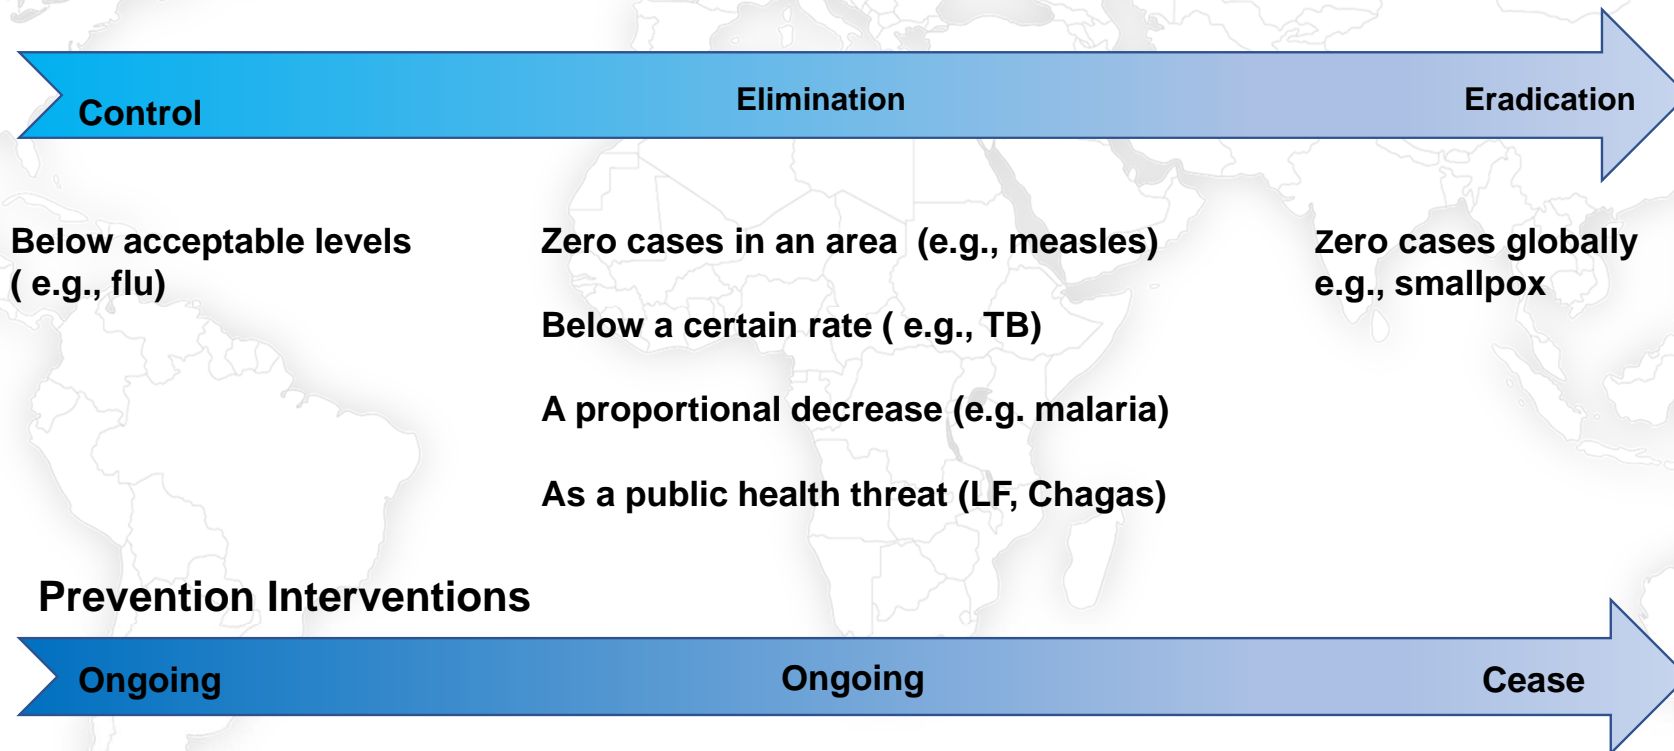 Control
Elimination
Eradication
Below acceptable levels
( e.g., flu)
Zero cases in an area  (e.g., measles)
Below a certain rate ( e.g., TB)
A proportional decrease (e.g. malaria)
As a public health threat (LF, Chagas)
Zero cases globally
e.g., smallpox
Prevention Interventions
Ongoing
Ongoing
Cease